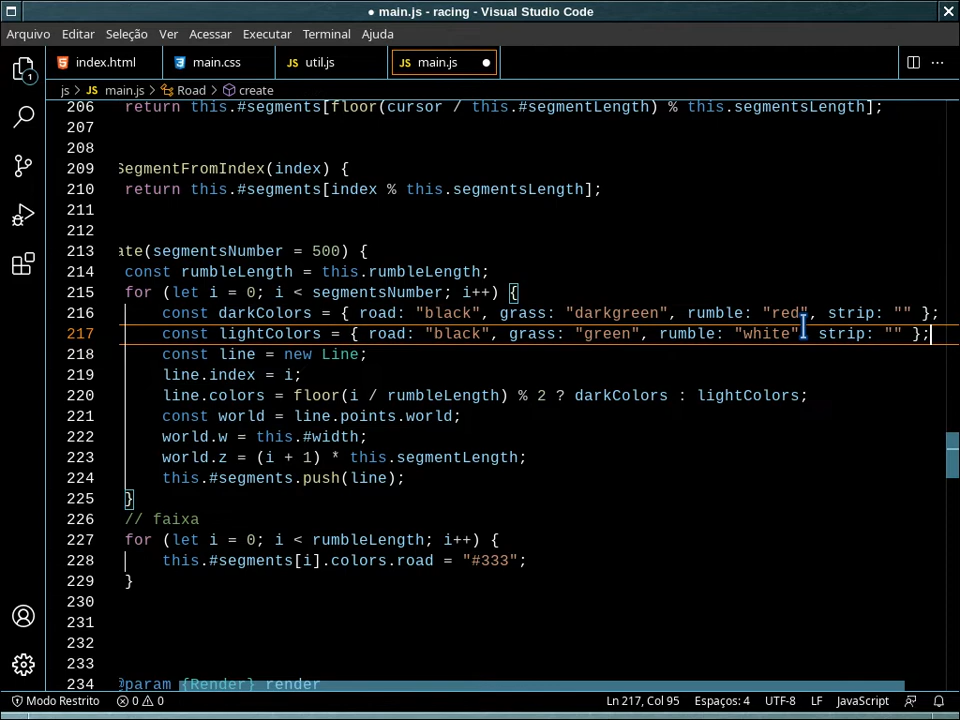 ● main.js - racing - Visual Studio Code
Arquivo Editar Seleção Ver Acessar Executar Terminal Ajuda
index.html main.css JS util.js JS main.js ●
js > JS main.js > Road > create
206 return this.#segments[floor(cursor / this.#segmentLength) % this.segmentsLength];
207
208
209 SegmentFromIndex(index) {
210 return this.#segments[index % this.segmentsLength];
211
212
213 ate(segmentsNumber = 500) {
214 const rumbleLength = this.rumbleLength;
215 for (let i = 0; i < segmentsNumber; i++) {
216 const darkColors = { road: "black", grass: "darkgreen", rumble: "red", strip: "" };
217 const lightColors = { road: "black", grass: "green", rumble: "white", strip: "" };
218 const line = new Line;
219 line.index = i;
220 line.colors = floor(i / rumbleLength) % 2 ? darkColors : lightColors;
221 const world = line.points.world;
222 world.w = this.#width;
223 world.z = (i + 1) * this.segmentLength;
224 this.#segments.push(line);
225 }
226 // faixa
227 for (let i = 0; i < rumbleLength; i++) {
228 this.#segments[i].colors.road = "#333";
229 }
230
231
232
233
234 @param {Render} render
Modo Restrito 0 0 Ln 217, Col 95 Espaços: 4 UTF-8 LF JavaScript